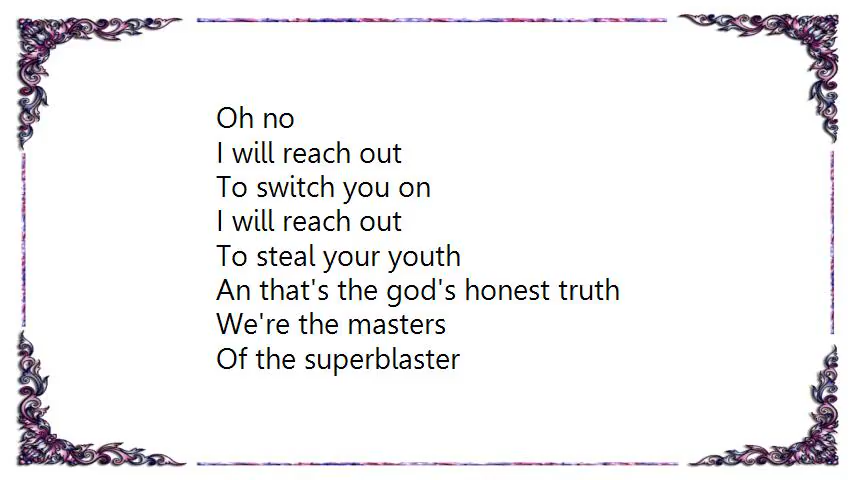 Oh no
I will reach out
To switch you on
I will reach out
To steal your youth
An that's the god's honest truth
We're the masters
Of the superblaster